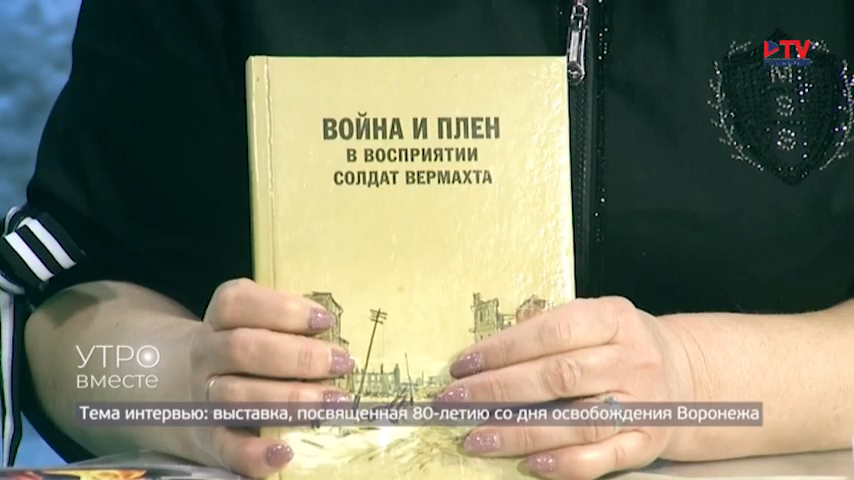 TV
ВОЙНА И ПЛЕН
В ВОСПРИЯТИИ
СОЛДАТ ВЕРМАХТА
УТРО
вместе
Тема интервью: выставка, посвященная 80-летию со дня освобождения Воронежа